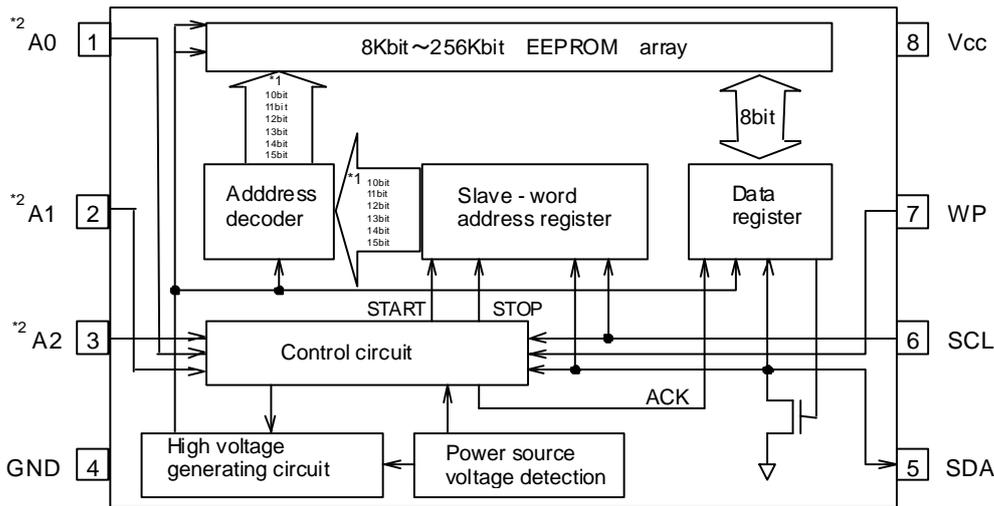 *2 A0 1
8Kbit～256Kbit EEPROM array
8 Vcc
*1
10bit
11bit
12bit
13bit
14bit
15bit
8bit
*2 A1 2
Adddress
decoder
*1 10bit
11bit
12bit
13bit
14bit
15bit
Slave - word
address register
Data
register
7 WP
START STOP
*2 A2 3
Control circuit
6 SCL
ACK
GND 4
High voltage
generating circuit
Power source
voltage detection
5 SDA